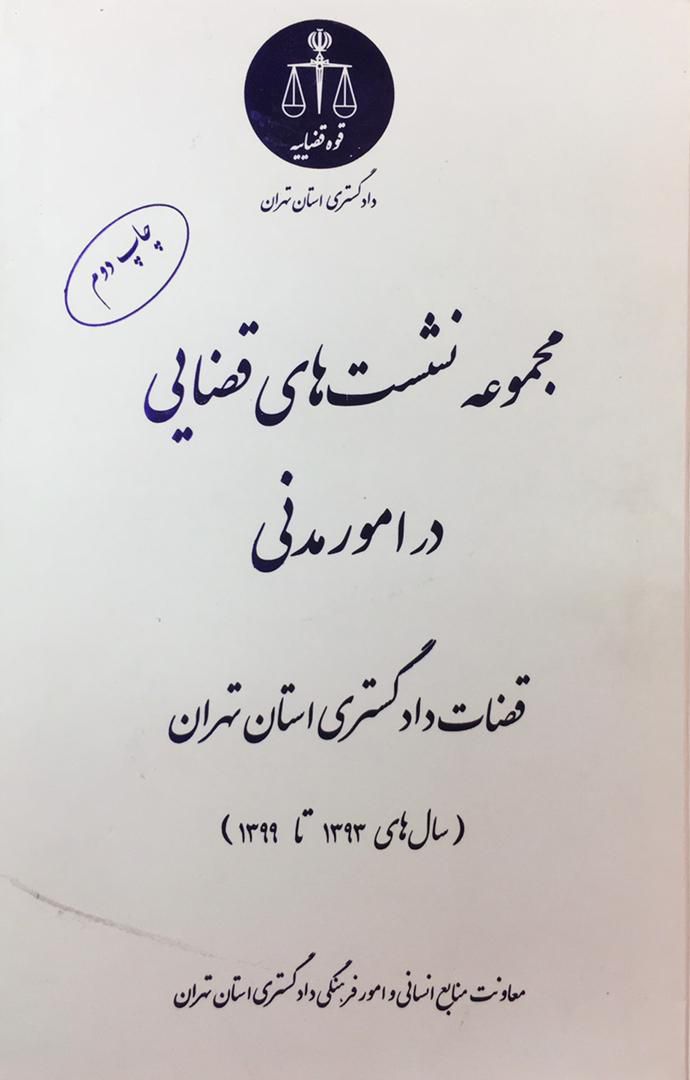 قوه قضاییه
دادگستری استان تهران
چاپ دوم
مجموعه نشست‌های قضایی
در امور مدنی
قضات دادگستری استان تهران
(سال‌های ۱۳۹۳ تا ۱۳۹۹)
معاونت منابع انسانی و امور فرهنگی دادگستری استان تهران